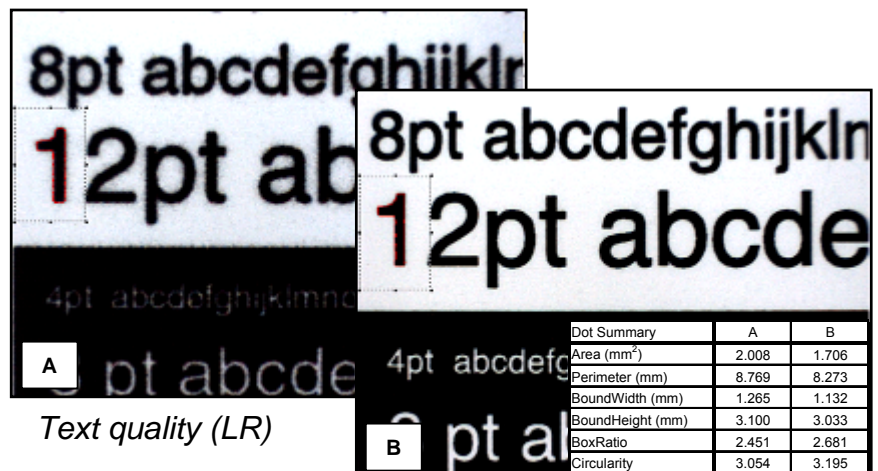 8pt abcdefghijklr
12pt ab
4pt abcdefghijklmno
pt abcde
A
Text quality (LR)
8pt abcdefghijkln
12pt abcde
4pt abcdefg
pt al
B
Dot Summary A B
Area (mm²) 2.008 1.706
Perimeter (mm) 8.769 8.273
BoundWidth (mm) 1.265 1.132
BoundHeight (mm) 3.100 3.033
BoxRatio 2.451 2.681
Circularity 3.054 3.195